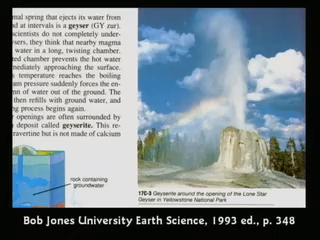 mal spring that ejects its water from
d at intervals is a geyser (GY zur).
scientists do not completely under-
ysers, they think that nearby magma
water in a long, twisting chamber.
ted chamber prevents the hot water
mediately approaching the surface.
temperature reaches the boiling
am pressure suddenly forces the en-
mn of water out of the ground. The
then refills with ground water, and
g process begins again.
openings are often surrounded by
deposit called geyserite. This re-
ravertine but is not made of calcium
rock containing
groundwater
17C-3 Geyserite around the opening of the Lone Star
Geyser in Yellowstone National Park
Bob Jones University Earth Science, 1993 ed., p. 348